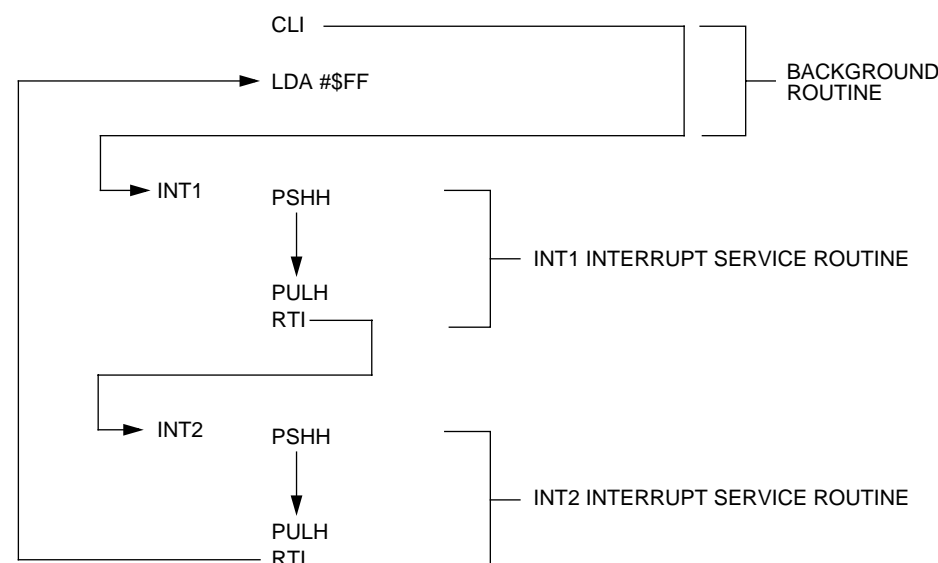 CLI
LDA #$FF
BACKGROUND
ROUTINE
INT1
PSHH
INT1 INTERRUPT SERVICE ROUTINE
PULH
RTI
INT2
PSHH
INT2 INTERRUPT SERVICE ROUTINE
PULH
RTI